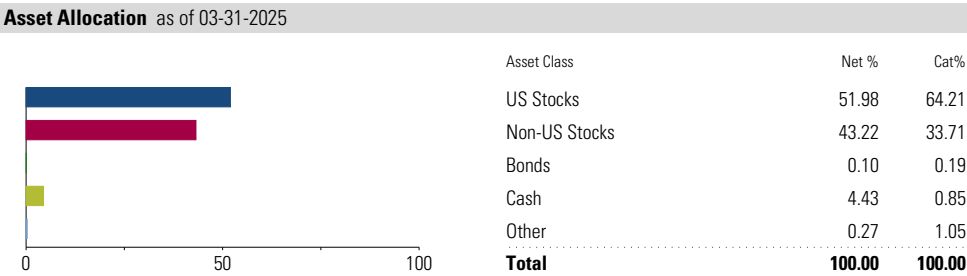 Asset Allocation as of 03-31-2025
Asset Class Net % Cat%
US Stocks 51.98 64.21
Non-US Stocks 43.22 33.71
Bonds 0.10 0.19
Cash 4.43 0.85
Other 0.27 1.05
0 50 100 Total 100.00 100.00